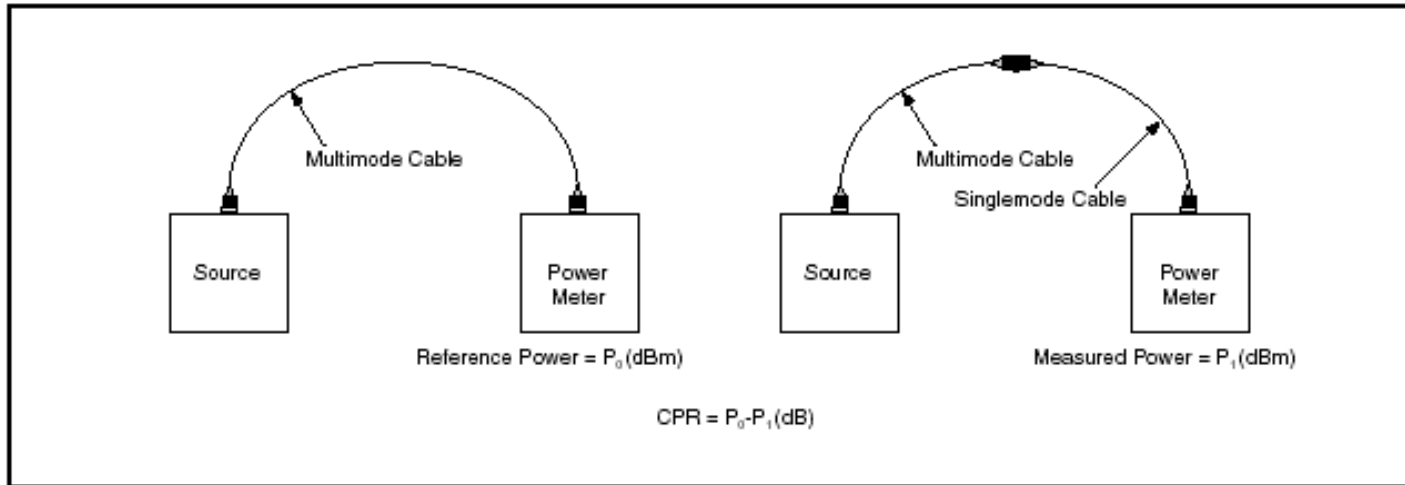 Multimode Cable
Source
Power
Meter
Reference Power = P₀(dBm)
Multimode Cable
Singlemode Cable
Source
Power
Meter
Measured Power = P₁(dBm)
CPR = P₀-P₁(dB)